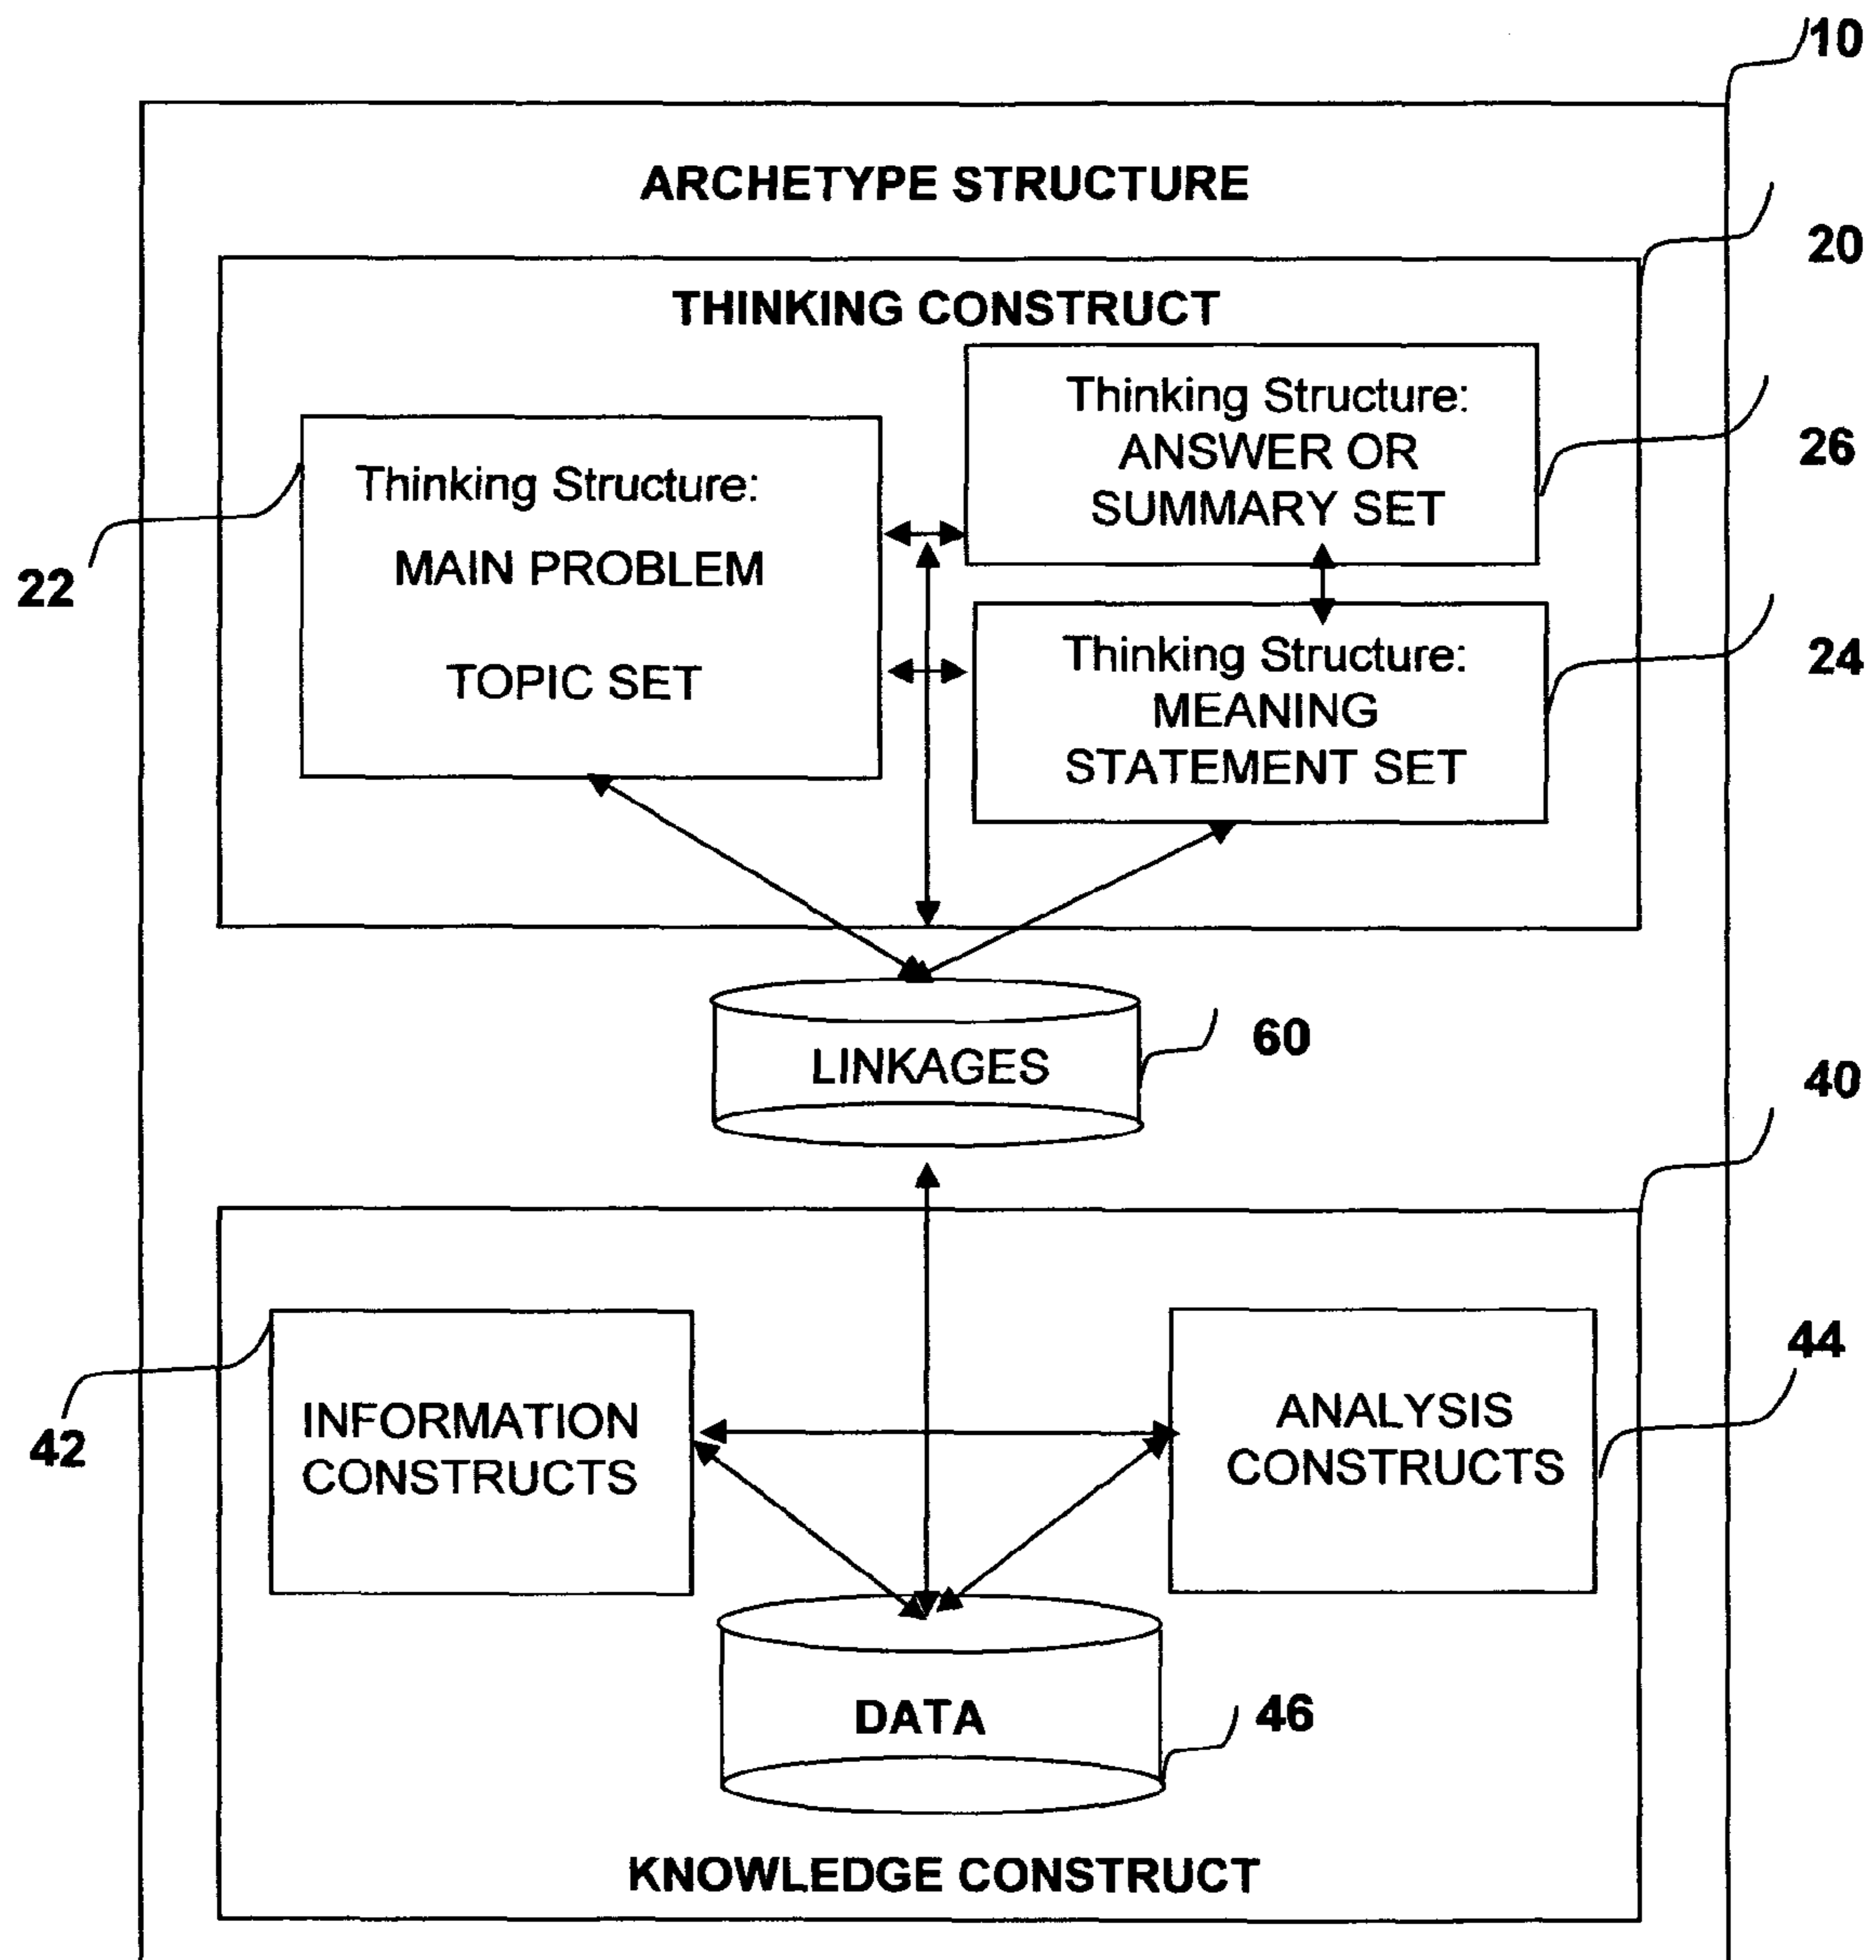 10
ARCHETYPE STRUCTURE
20
THINKING CONSTRUCT
Thinking Structure:
ANSWER OR
SUMMARY SET
26
Thinking Structure:
MAIN PROBLEM
TOPIC SET
22
Thinking Structure:
MEANING
STATEMENT SET
24
LINKAGES
60
40
INFORMATION
CONSTRUCTS
42
ANALYSIS
CONSTRUCTS
44
DATA
46
KNOWLEDGE CONSTRUCT